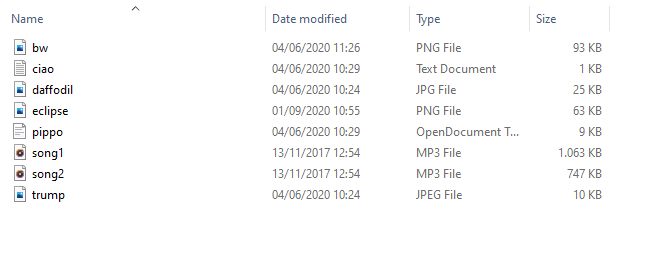 Name Date modified Type Size
bw 04/06/2020 11:26 PNG File 93 KB
ciao 04/06/2020 10:29 Text Document 1 KB
daffodil 04/06/2020 10:24 JPG File 25 KB
eclipse 01/09/2020 10:55 PNG File 63 KB
pippo 04/06/2020 10:29 OpenDocument T... 9 KB
song1 13/11/2017 12:54 MP3 File 1.063 KB
song2 13/11/2017 12:54 MP3 File 747 KB
trump 04/06/2020 10:24 JPEG File 10 KB